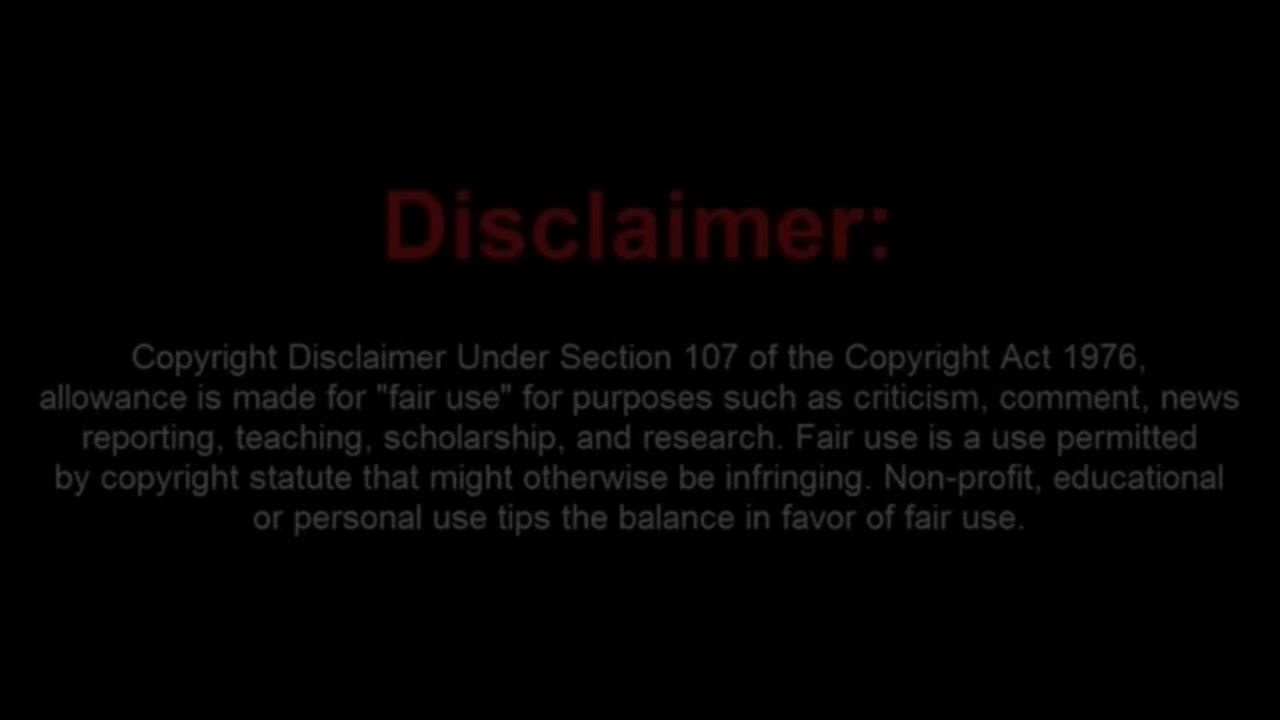 Disclaimer:
Copyright Disclaimer Under Section 107 of the Copyright Act 1976,
allowance is made for "fair use" for purposes such as criticism, comment, news
reporting, teaching, scholarship, and research. Fair use is a use permitted
by copyright statute that might otherwise be infringing. Non-profit, educational
or personal use tips the balance in favor of fair use.